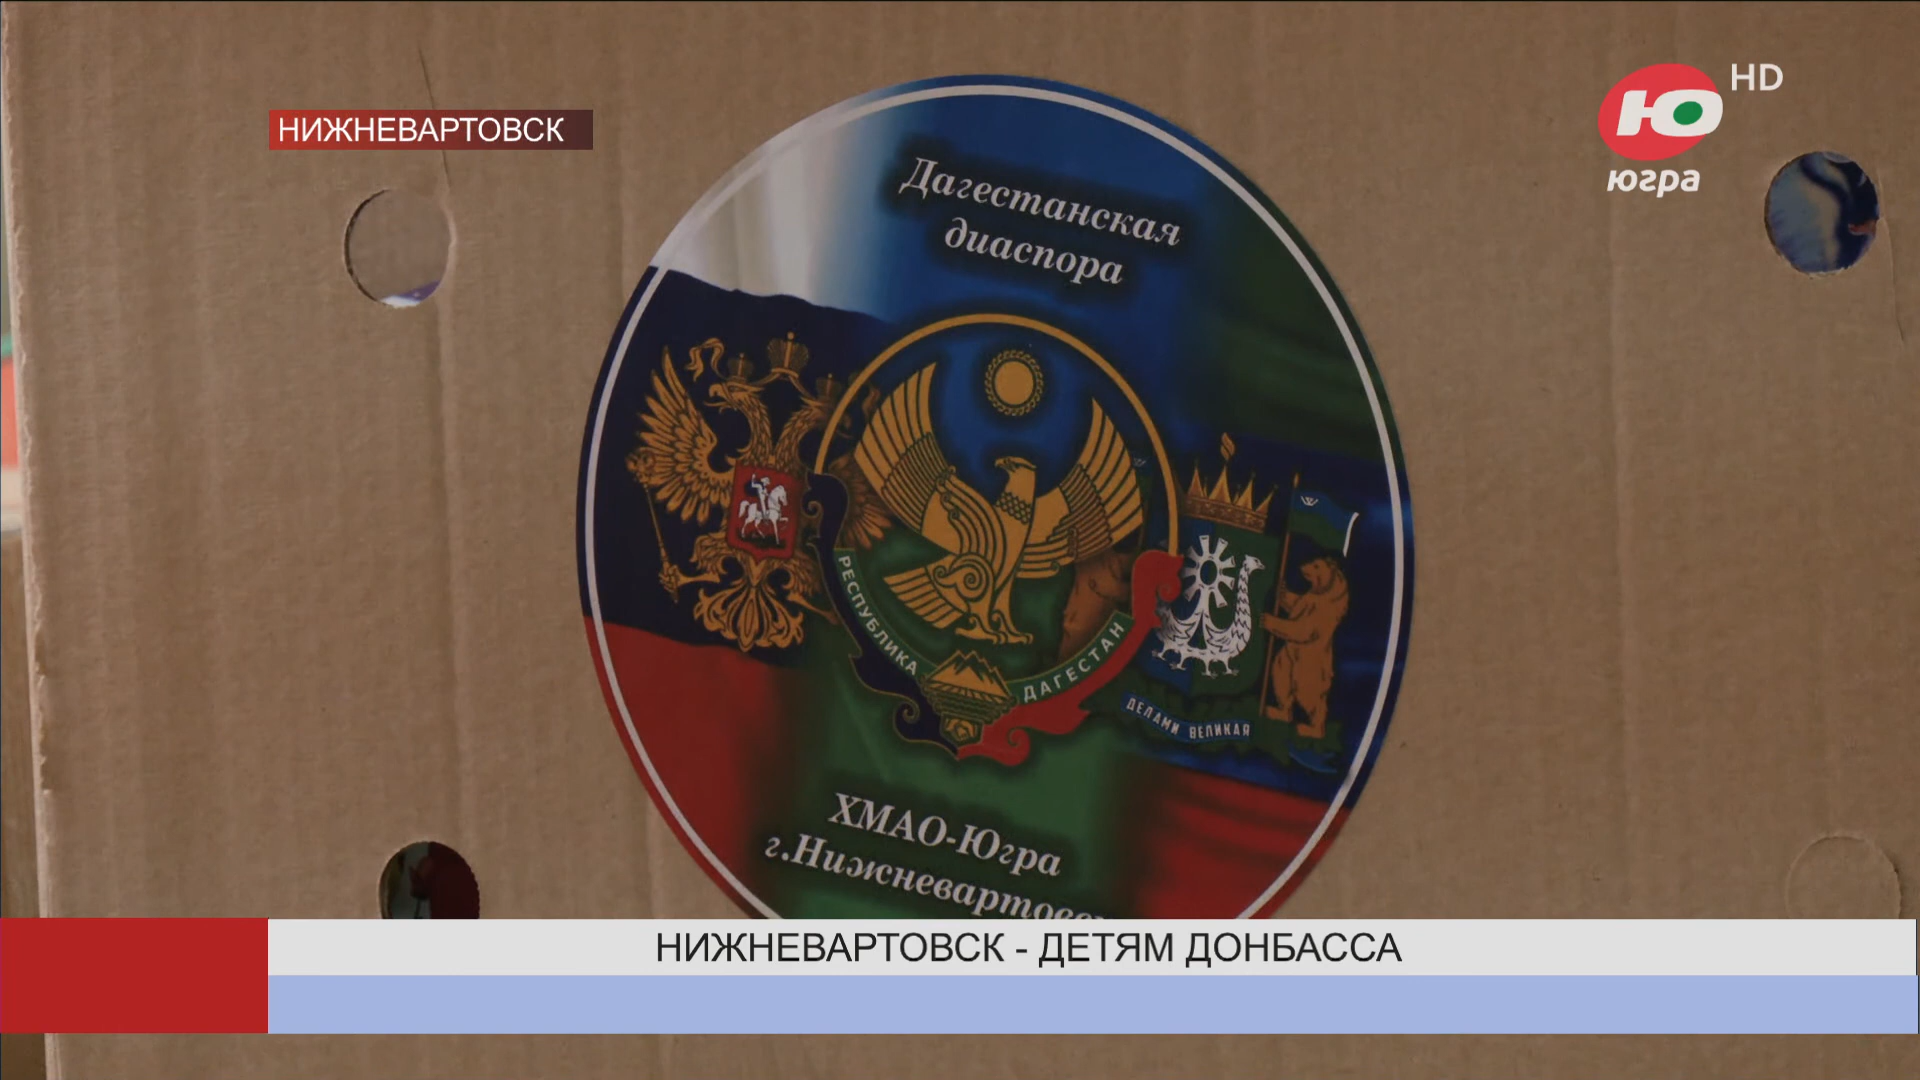 НИЖНЕВАРТОВСК
Ю HD
югра
Дагестанская
диаспора
РЕСПУБЛИКА ДАГЕСТАН
ДЕЛАМИ ВЕЛИКАЯ
ХМАО-Югра
НИЖНЕВАРТОВСК - ДЕТЯМ ДОНБАССА